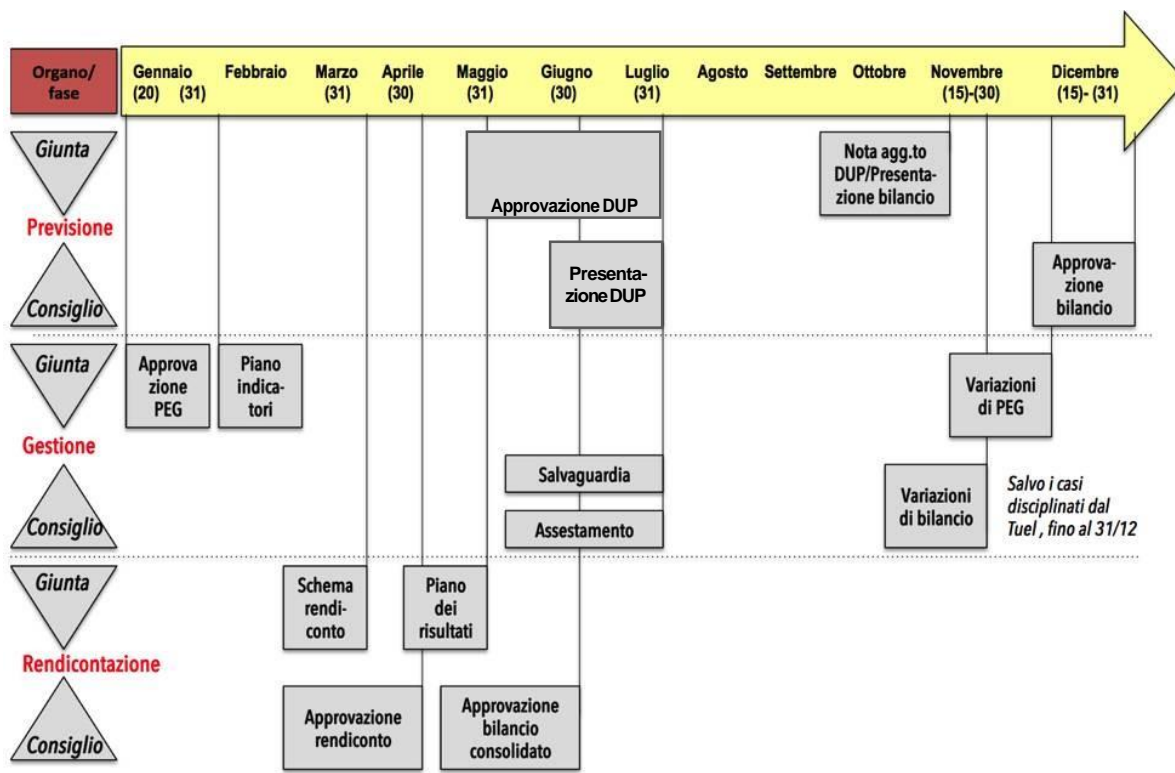 Organo/
fase
Gennaio
(20) (31)
Febbraio
Marzo
(31)
Aprile
(30)
Maggio
(31)
Giugno
(30)
Luglio
(31)
Agosto
Settembre
Ottobre
Novembre
(15)-(30)
Dicembre
(15)- (31)
Giunta
Previsione
Consiglio
Approvazione DUP
Nota agg.to
DUP/Presenta-
zione bilancio
Presenta-
zione DUP
Approva-
zione
bilancio
Giunta
Gestione
Consiglio
Approva
zione
PEG
Piano
indica-
tori
Variazioni
di PEG
Salvaguardia
Assestamento
Variazioni
di bilancio
Salvo i casi
disciplinati dal
Tuel , fino al 31/12
Giunta
Rendicontazione
Consiglio
Schema
rendi-
conto
Piano
dei
risultati
Approvazione
rendiconto
Approvazione
bilancio
consolidato